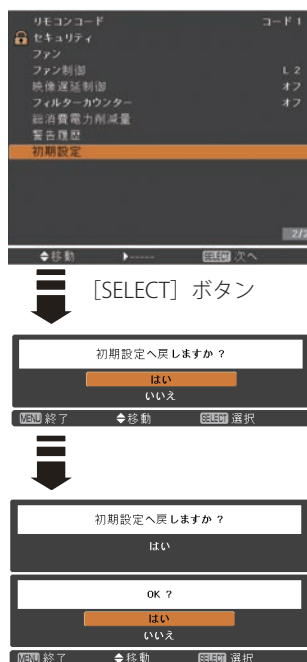 リモコンコード コード1
セキュリティ
ファン
ファン制御 L2
映像遅延制御 オフ
フィルターカウンター オフ
総消費電力削減量
警告履歴
初期設定
2/2
◆移動 ▶----- SELECT 次へ
［SELECT］ボタン
初期設定へ戻しますか？
はい
いいえ
MENU 終了 ◆移動 SELECT 選択
初期設定へ戻しますか？
はい
OK ?
はい
いいえ
MENU 終了 ◆移動 SELECT 選択